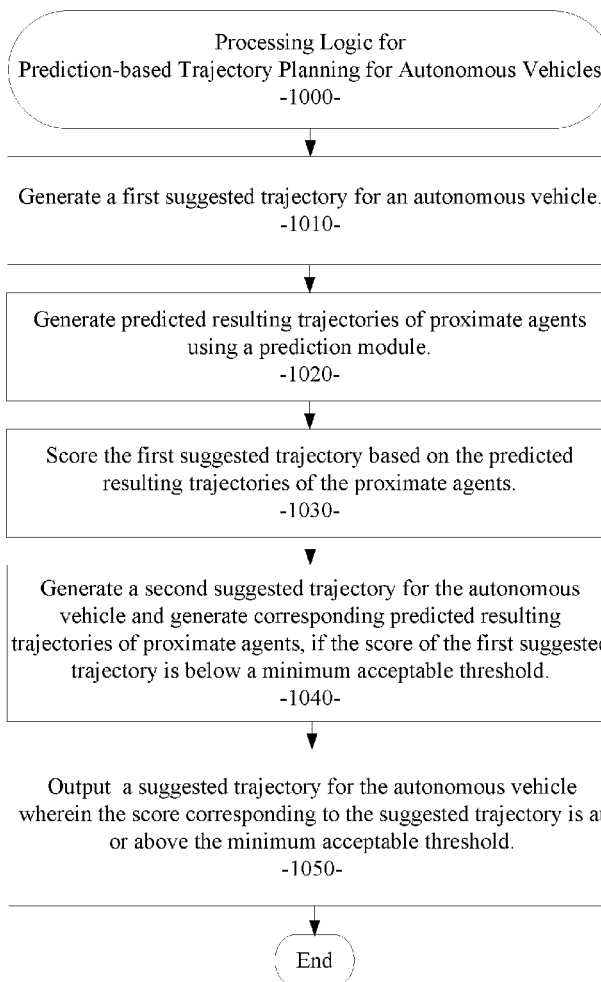 Processing Logic for
Prediction-based Trajectory Planning for Autonomous Vehicles
-1000-
Generate a first suggested trajectory for an autonomous vehicle.
-1010-
Generate predicted resulting trajectories of proximate agents
using a prediction module.
-1020-
Score the first suggested trajectory based on the predicted
resulting trajectories of the proximate agents.
-1030-
Generate a second suggested trajectory for the autonomous
vehicle and generate corresponding predicted resulting
trajectories of proximate agents, if the score of the first suggested
trajectory is below a minimum acceptable threshold.
-1040-
Output a suggested trajectory for the autonomous vehicle
wherein the score corresponding to the suggested trajectory is at
or above the minimum acceptable threshold.
-1050-
End